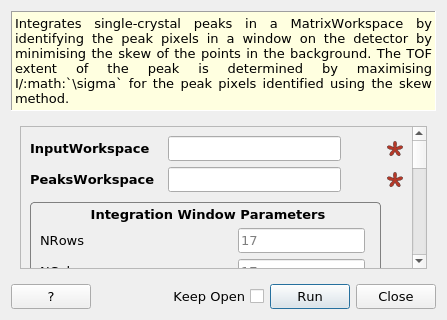 Integrates single-crystal peaks in a MatrixWorkspace by
identifying the peak pixels in a window on the detector by
minimising the skew of the points in the background. The TOF
extent of the peak is determined by maximising
I/:math:`\sigma` for the peak pixels identified using the skew
method.
InputWorkspace
PeaksWorkspace
Integration Window Parameters
NRows 17
? Keep Open Run Close